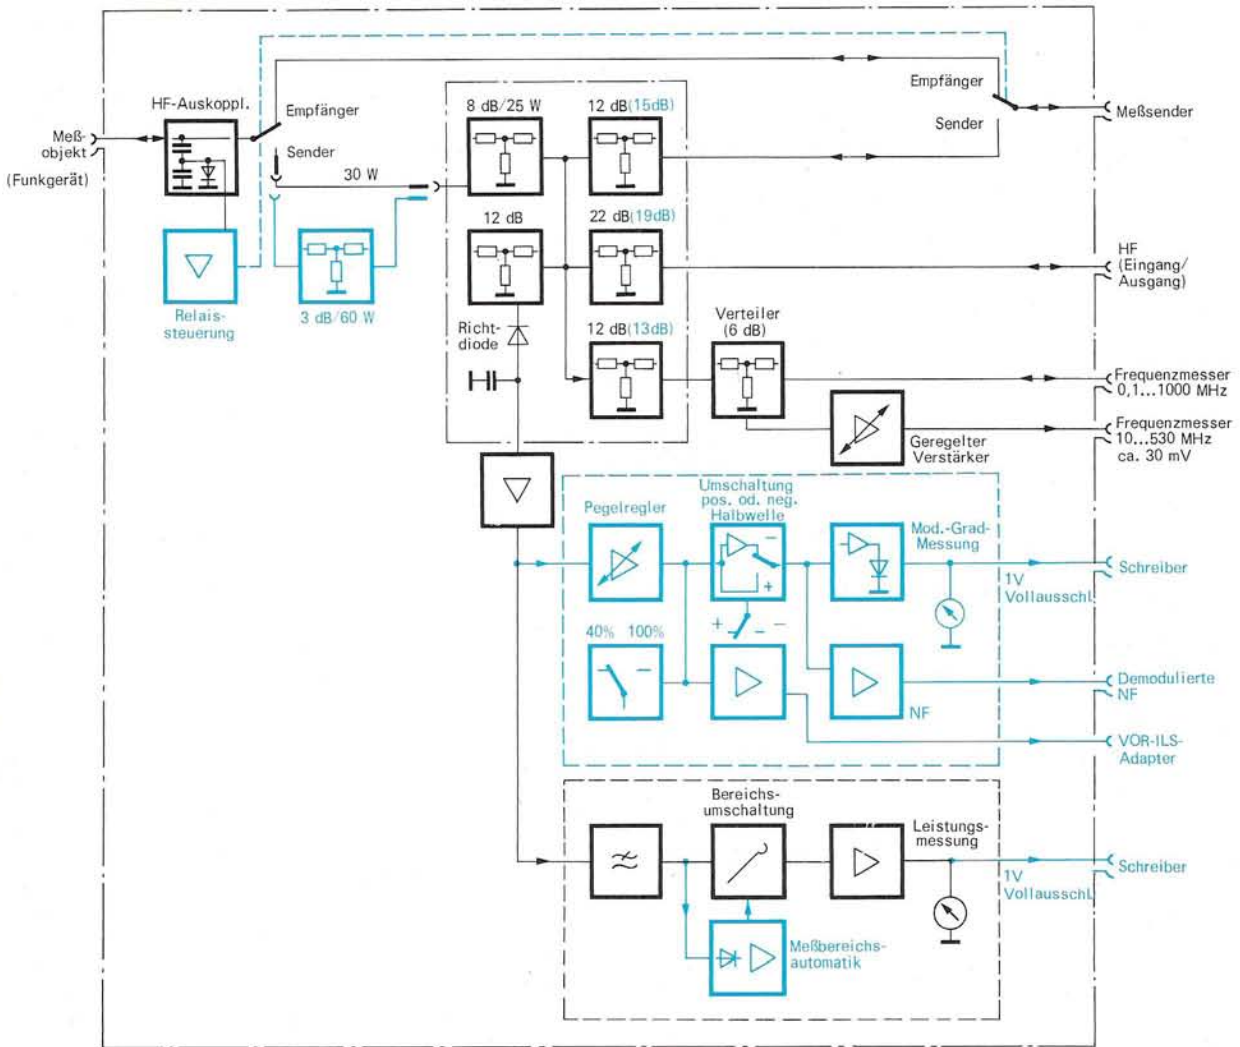 HF-Auskoppl.
Empfänger
Sender
30 W
Meß-
objekt
(Funkgerät)
Relais-
steuerung
3 dB/60 W
8 dB/25 W
12 dB(15dB)
12 dB
22 dB(19dB)
Richt-
diode
12 dB(13dB)
Verteiler
(6 dB)
Empfänger
Sender
Meßsender
HF
(Eingang/
Ausgang)
Frequenzmesser
0,1...1000 MHz
Frequenzmesser
10...530 MHz
ca. 30 mV
Geregelter
Verstärker
Pegelregler
Umschaltung
pos. od. neg.
Halbwelle
−
+
+ − −
Mod.-Grad-
Messung
1V
Vollausschl.
Schreiber
40% 100%
NF
Demodulierte
NF
VOR-ILS-
Adapter
Bereichs-
umschaltung
Leistungs-
messung
1V
Vollausschl.
Schreiber
Meßbereichs-
automatik